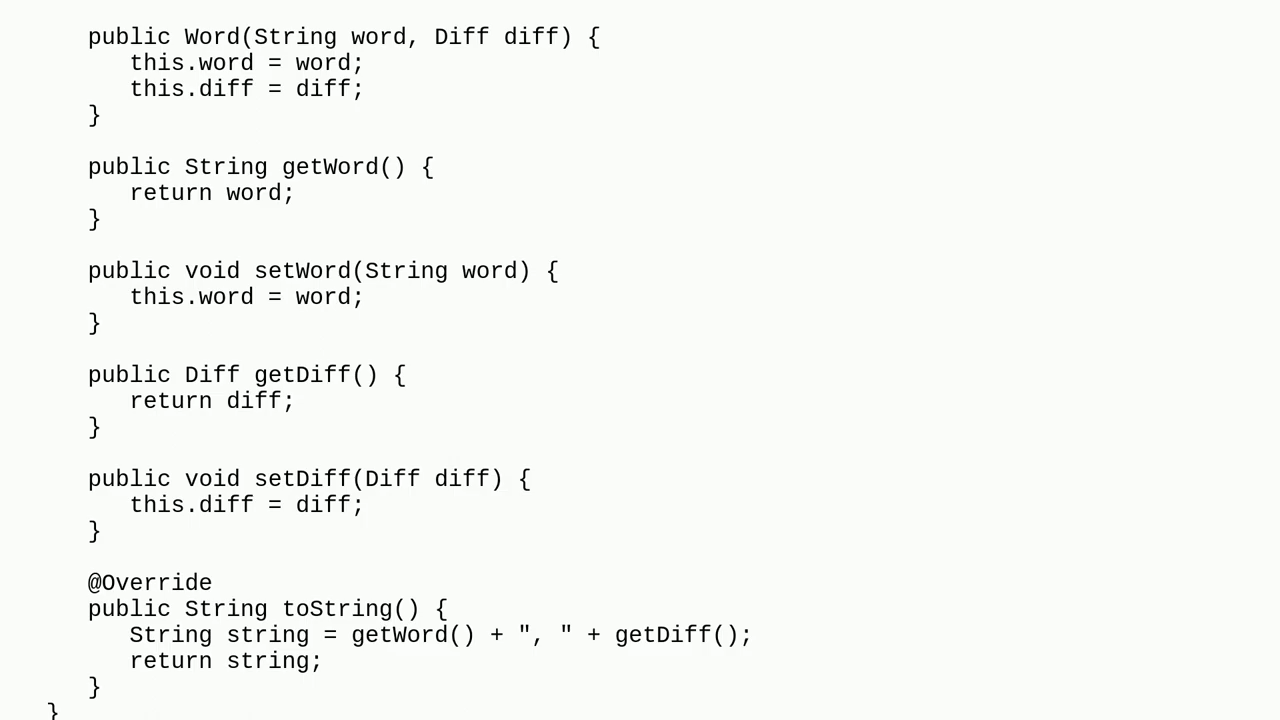 public Word(String word, Diff diff) {
this.word = word;
this.diff = diff;
}
public String getWord() {
return word;
}
public void setWord(String word) {
this.word = word;
}
public Diff getDiff() {
return diff;
}
public void setDiff(Diff diff) {
this.diff = diff;
}
@Override
public String toString() {
String string = getWord() + ", " + getDiff();
return string;
}
}